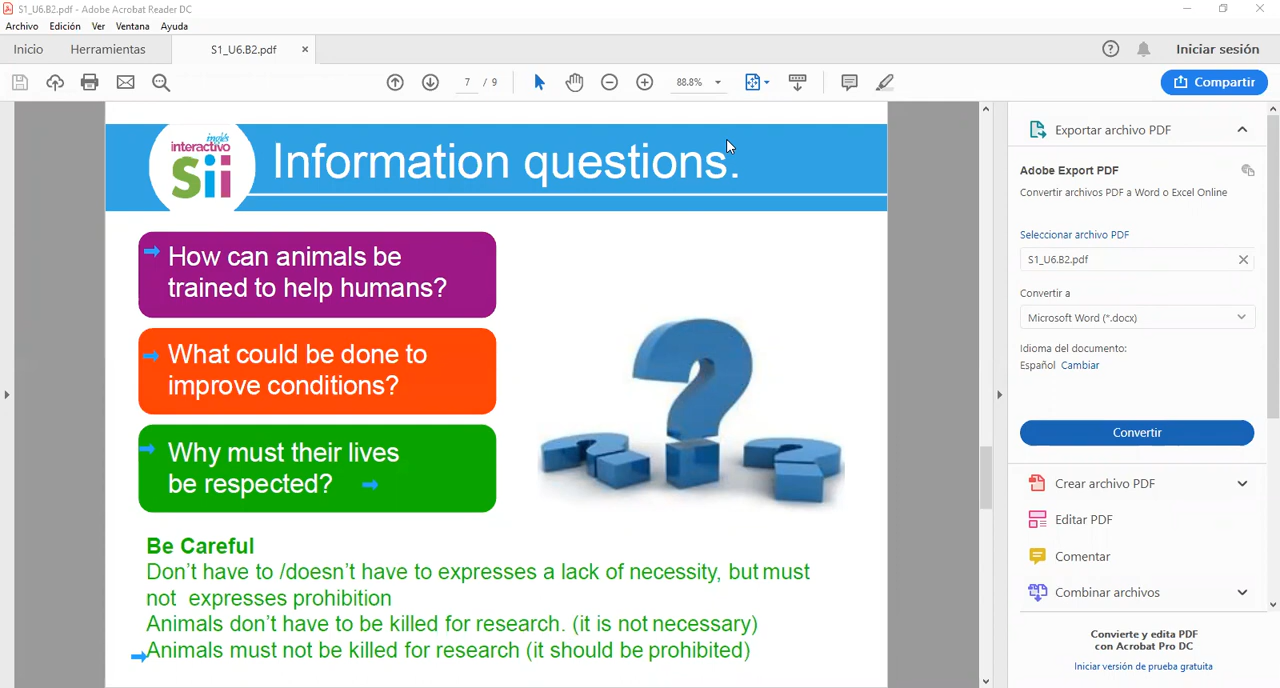 S1_U6.B2.pdf - Adobe Acrobat Reader DC
Archivo Edición Ver Ventana Ayuda
Inicio Herramientas S1_U6.B2.pdf × Iniciar sesión
7 / 9 88.8% Compartir
inglés
interactivo
Sii
Information questions.
How can animals be
trained to help humans?
What could be done to
improve conditions?
Why must their lives
be respected?
Be Careful
Don't have to /doesn't have to expresses a lack of necessity, but must
not expresses prohibition
Animals don't have to be killed for research. (it is not necessary)
Animals must not be killed for research (it should be prohibited)
Exportar archivo PDF
Adobe Export PDF
Convertir archivos PDF a Word o Excel Online
Seleccionar archivo PDF
S1_U6.B2.pdf
Convertir a
Microsoft Word (*.docx)
Idioma del documento:
Español Cambiar
Convertir
Crear archivo PDF
Editar PDF
Comentar
Combinar archivos
Convierte y edita PDF
con Acrobat Pro DC
Iniciar versión de prueba gratuita